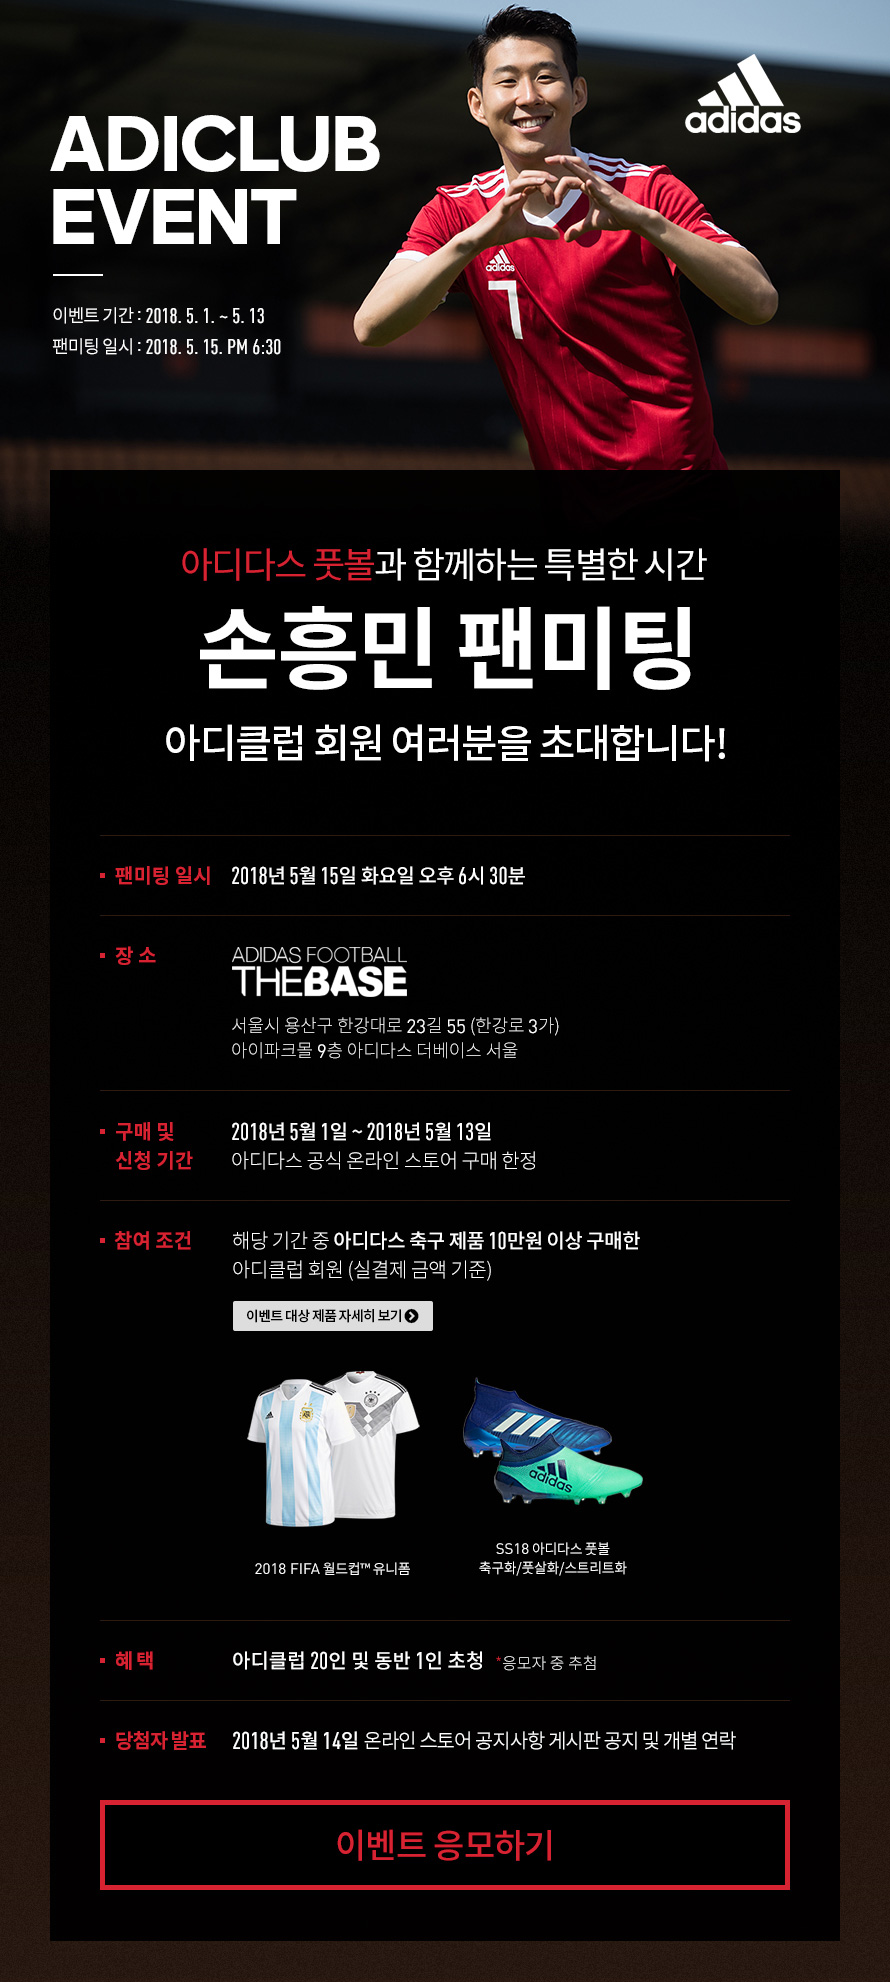 adidas
ADICLUB
EVENT
이벤트 기간 : 2018. 5. 1. ~ 5. 13
팬미팅 일시 : 2018. 5. 15. PM 6:30
adidas
7
아디다스 풋볼과 함께하는 특별한 시간
손흥민 팬미팅
아디클럽 회원 여러분을 초대합니다!
▪ 팬미팅 일시 2018년 5월 15일 화요일 오후 6시 30분
▪ 장 소
ADIDAS FOOTBALL
THEBASE
서울시 용산구 한강대로 23길 55 (한강로 3가)
아이파크몰 9층 아디다스 더베이스 서울
▪ 구매 및
신청 기간
2018년 5월 1일 ~ 2018년 5월 13일
아디다스 공식 온라인 스토어 구매 한정
▪ 참여 조건
해당 기간 중 아디다스 축구 제품 10만원 이상 구매한
아디클럽 회원 (실결제 금액 기준)
이벤트 대상 제품 자세히 보기
adidas
2018 FIFA 월드컵™ 유니폼
SS18 아디다스 풋볼
축구화/풋살화/스트리트화
▪ 혜 택 아디클럽 20인 및 동반 1인 초청 *응모자 중 추첨
▪ 당첨자 발표 2018년 5월 14일 온라인 스토어 공지사항 게시판 공지 및 개별 연락
이벤트 응모하기